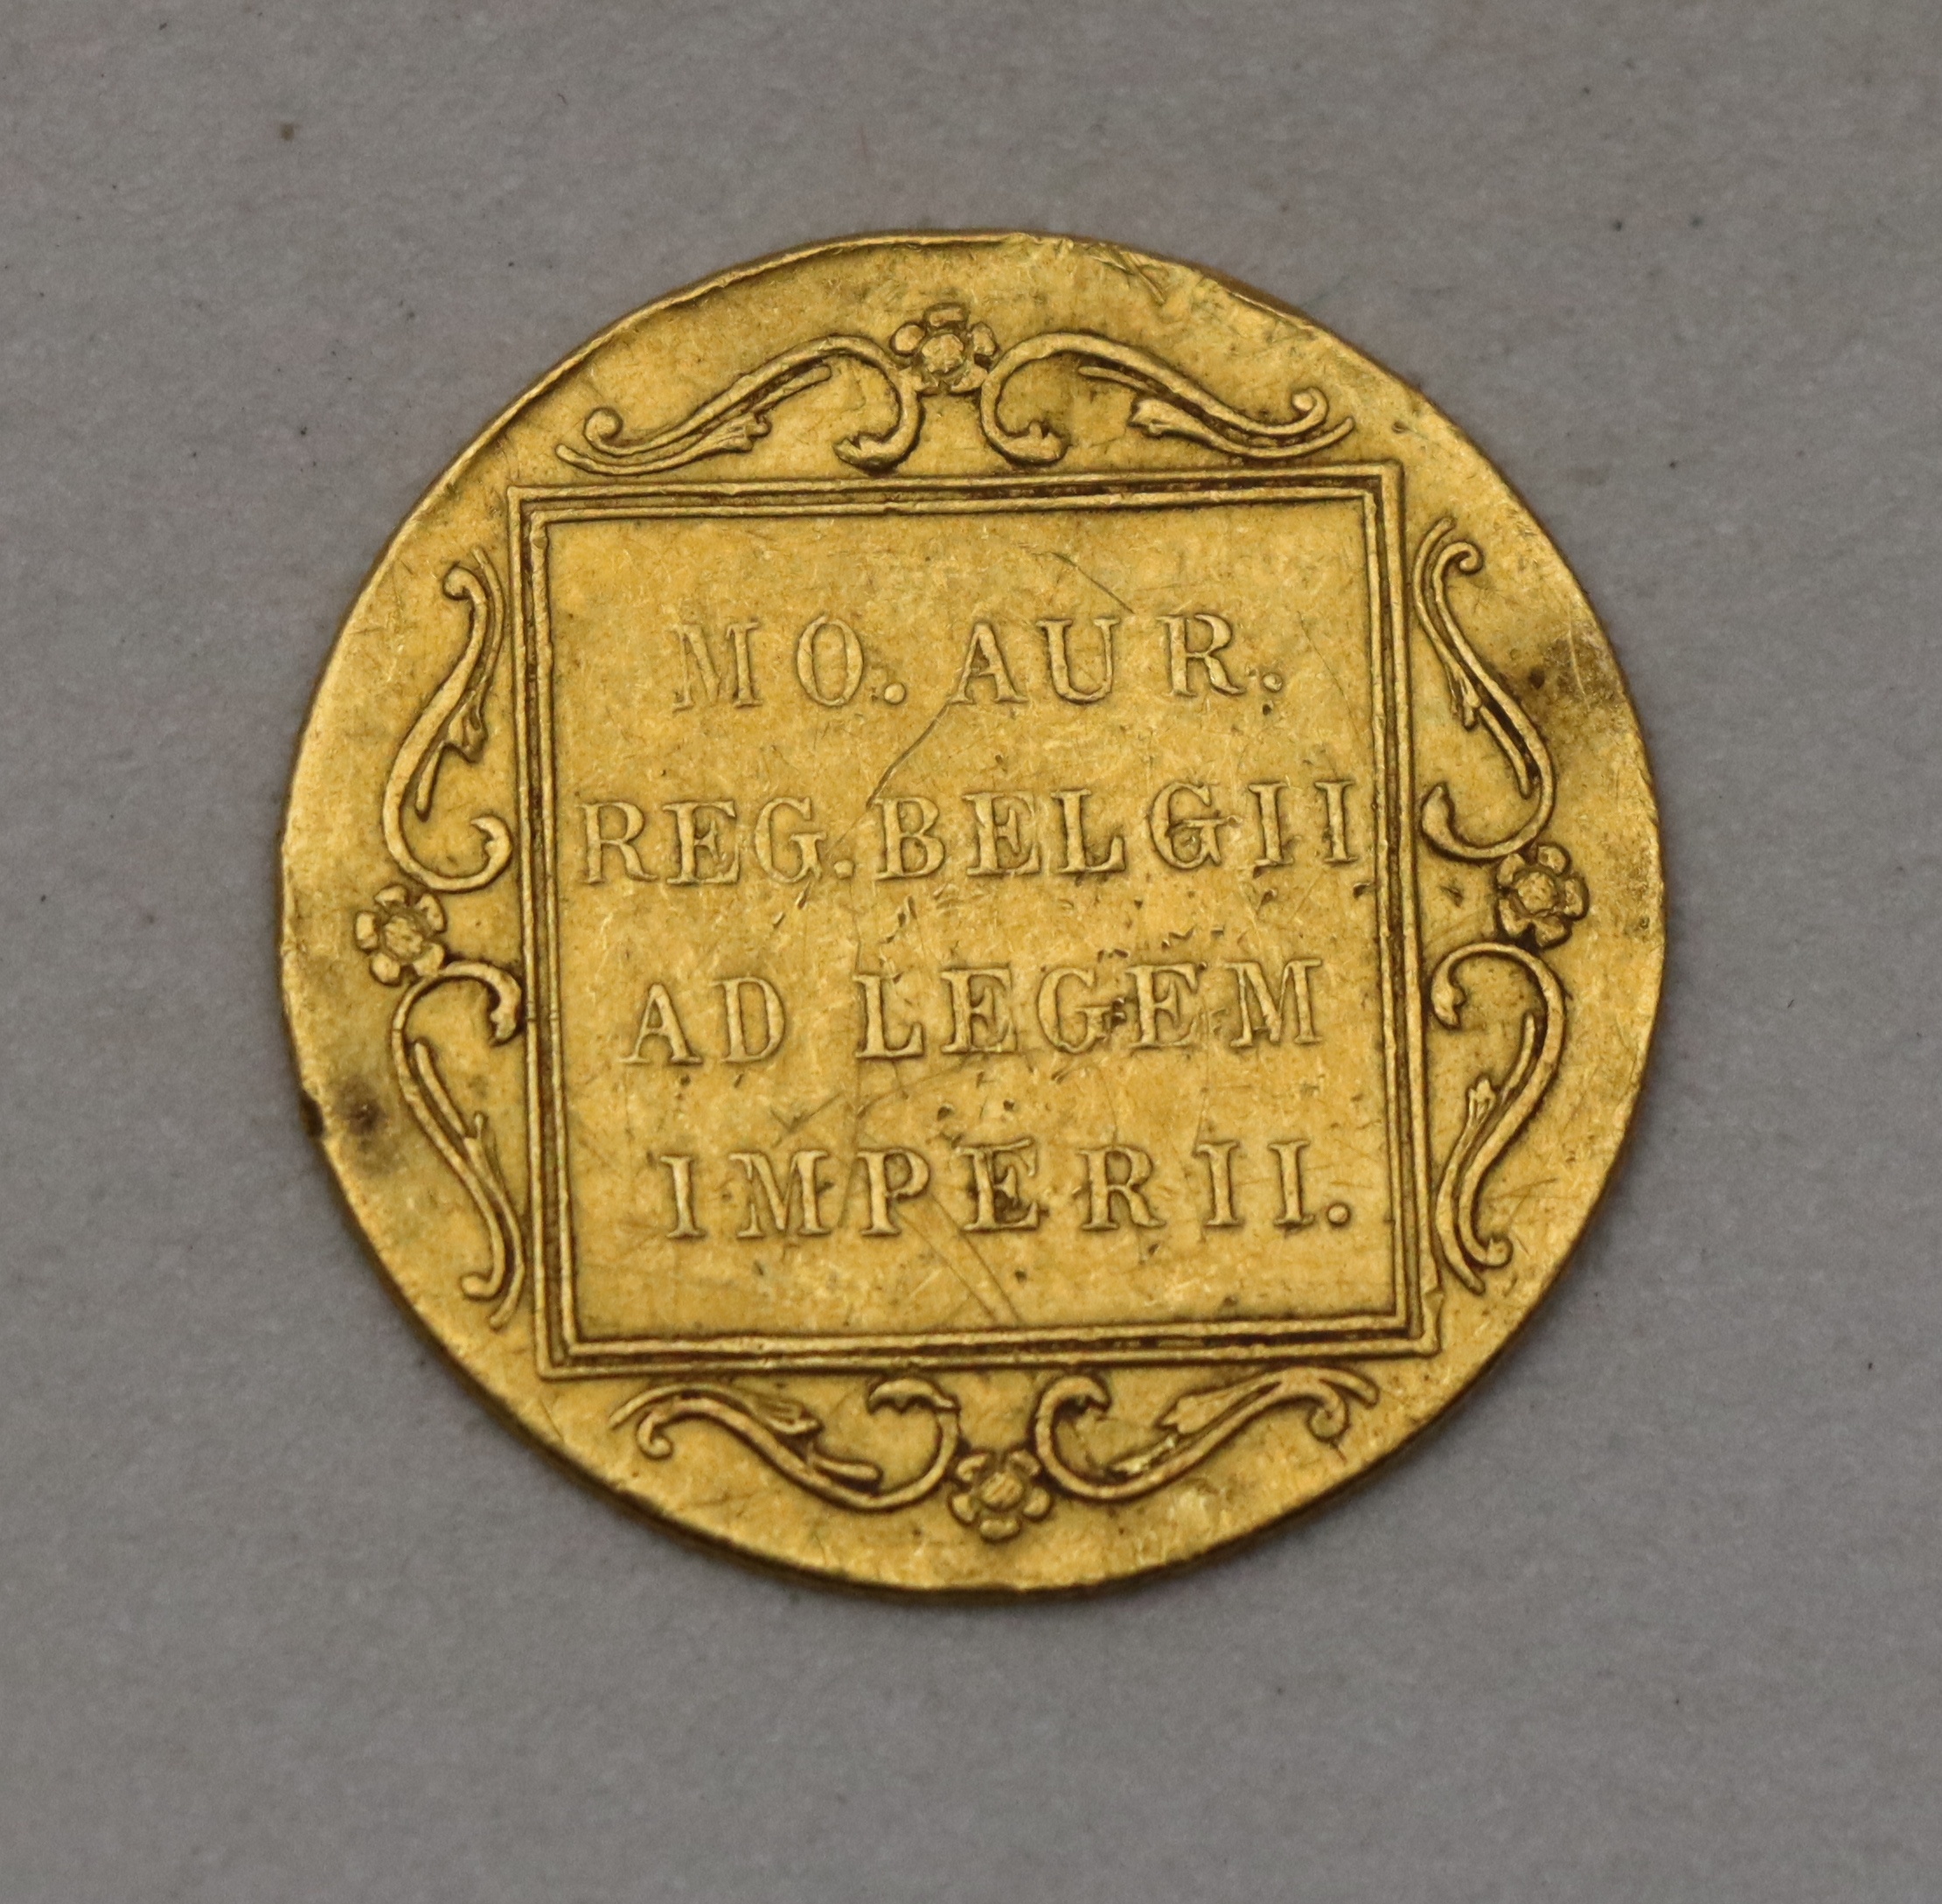 MO. AUR.
REG. BELGII
AD LEGEM
IMPERII.